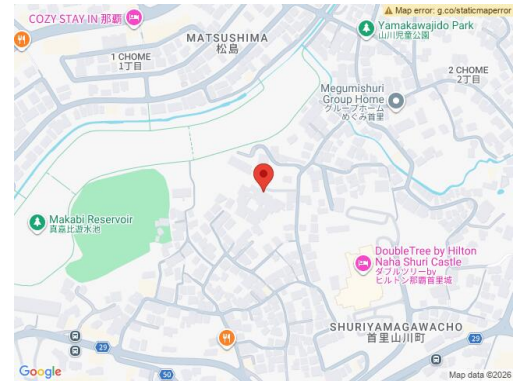 Map error: g.co/staticmaperror
COZY STAY IN 那覇
MATSUSHIMA
松島
Yamakawajido Park
山川児童公園
1 CHOME
1丁目
2 CHOME
2丁目
Megumishuri
Group Home
グループホーム
めぐみ首里
Makabi Reservoir
真嘉比遊水池
DoubleTree by Hilton
Naha Shuri Castle
ダブルツリーby
ヒルトン那覇首里城
SHURIYAMAGAWACHO
首里山川町
29
29
50
Google
Map data ©2026